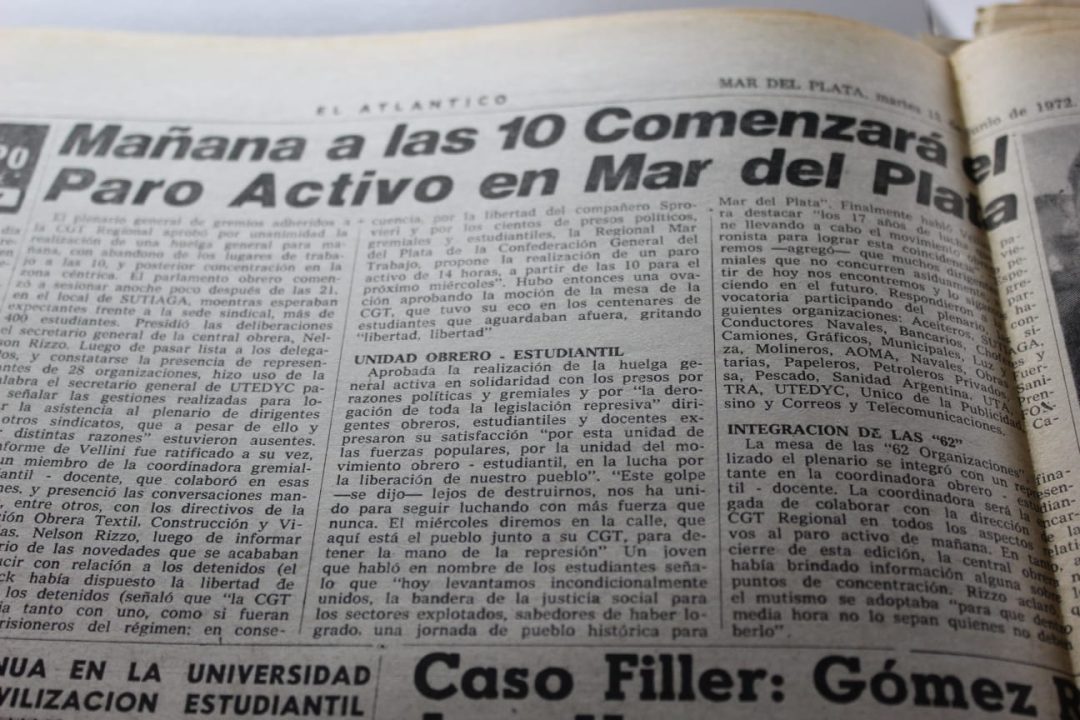 EL ATLANTICO
MAR DEL PLATA, martes 13 de junio de 1972.
PO
Mañana a las 10 Comenzará el
Paro Activo en Mar del Plata
El plenario general de gremios adheridos a
la CGT Regional aprobó por unanimidad la
realización de una huelga general para ma-
ñana, con abandono de los lugares de traba-
jo a las 10, y posterior concentración en la
zona céntrica. El parlamento obrero comen-
zó a sesionar anoche poco después de las 21,
en el local de SUTIAGA, moentras esperaban
expectantes frente a la sede sindical, más de
400 estudiantes. Presidió las deliberaciones
el secretario general de la central obrera, Nel-
son Rizzo. Luego de pasar lista a los delega-
dos, y constatarse la presencia de represen-
antes de 28 organizaciones, hizo uso de la
alabra el secretario general de UTEDYC pa-
señalar las gestiones realizadas para lo-
r la asistencia al plenario de dirigentes
otros sindicatos, que a pesar de ello y
distintas razones" estuvieron ausentes.
nforme de Vellini fue ratificado a su vez,
un miembro de la coordinadora gremial-
antil - docente, que colaboró en esas
nes, y presenció las conversaciones man-
, entre otros, con los directivos de la
ción Obrera Textil, Construcción y Vi-
as. Nelson Rizzo, luego de informar
rio de las novedades que se acababan
ucir con relación a los detenidos (el
ck había dispuesto la libertad de
los detenidos (señaló que "la CGT
ía tanto con uno, como si fueran
risioneros del régimen: en conse-
cuencia, por la libertad del compañero Spro-
vieri y por los cientos de presos políticos,
gremiales y estudiantiles, la Regional Mar
del Plata de la Confederación General del
Trabajo, propone la realización de un paro
activo de 14 horas, a partir de las 10 para el
próximo miércoles". Hubo entonces una ova-
ción aprobando la moción de la mesa de la
CGT, que tuvo su eco en los centenares de
estudiantes que aguardaban afuera, gritando
"libertad, libertad"
UNIDAD OBRERO - ESTUDIANTIL
Aprobada la realización de la huelga ge-
neral activa en solidaridad con los presos por
razones políticas y gremiales y por "la dero-
gación de toda la legislación represiva" diri-
gentes obreros, estudiantiles y docentes ex-
presaron su satisfacción "por esta unidad de
las fuerzas populares, por la unidad del mo-
vimiento obrero - estudiantil, en la lucha por
la liberación de nuestro pueblo". "Este golpe
—se dijo— lejos de destruirnos, nos ha uni-
do para seguir luchando con más fuerza que
nunca. El miércoles diremos en la calle, que
aquí está el pueblo junto a su CGT, para de-
tener la mano de la represión" Un joven
que habló en nombre de los estudiantes seña-
lo que "hoy levantamos incondicionalmente
unidos, la bandera de la justicia social para
los sectores explotados, sabedores de haber lo-
grado, una jornada de pueblo histórica para
Mar del Plata". Finalmente habló
ra destacar "los 17 años de lucha
ne llevando a cabo el movimiento
ronista para lograr esta coincidencia
remos —agregó— que muchos dirigentes
miales que no concurren asiduamente
tir de hoy nos encontremos y lo
ciendo en el futuro. Respondieron
vocatoria participando del plenario,
guientes organizaciones: Aceiteros,
Conductores Navales, Bancarios,
Camiones, Gráficos, Municipales, Luz y
za, Molineros, AOMA, Navales, Obras
tarias, Papeleros, Petroleros Privados,
sa, Pescado, Sanidad Argentina, UTA,
TRA, UTEDYC, Unico de la Publicidad
sino y Correos y Telecomunicaciones.
INTEGRACION DE LAS "62"
La mesa de las "62 Organizaciones"
lizado el plenario se integró con un
tante en la coordinadora obrero -
til - docente. La coordinadora será la
gada de colaborar con la dirección
CGT Regional en todos los aspectos
vos al paro activo de mañana. En tanto,
cierre de esta edición, la central obrera
había brindado información alguna sobre
puntos de concentración. Rizzo aclaró
el mutismo se adoptaba "para que dentro
media hora no lo sepan quienes no deben
berlo".
NUA EN LA UNIVERSIDAD
VILIZACION ESTUDIANTIL
Caso Filler: Gómez R